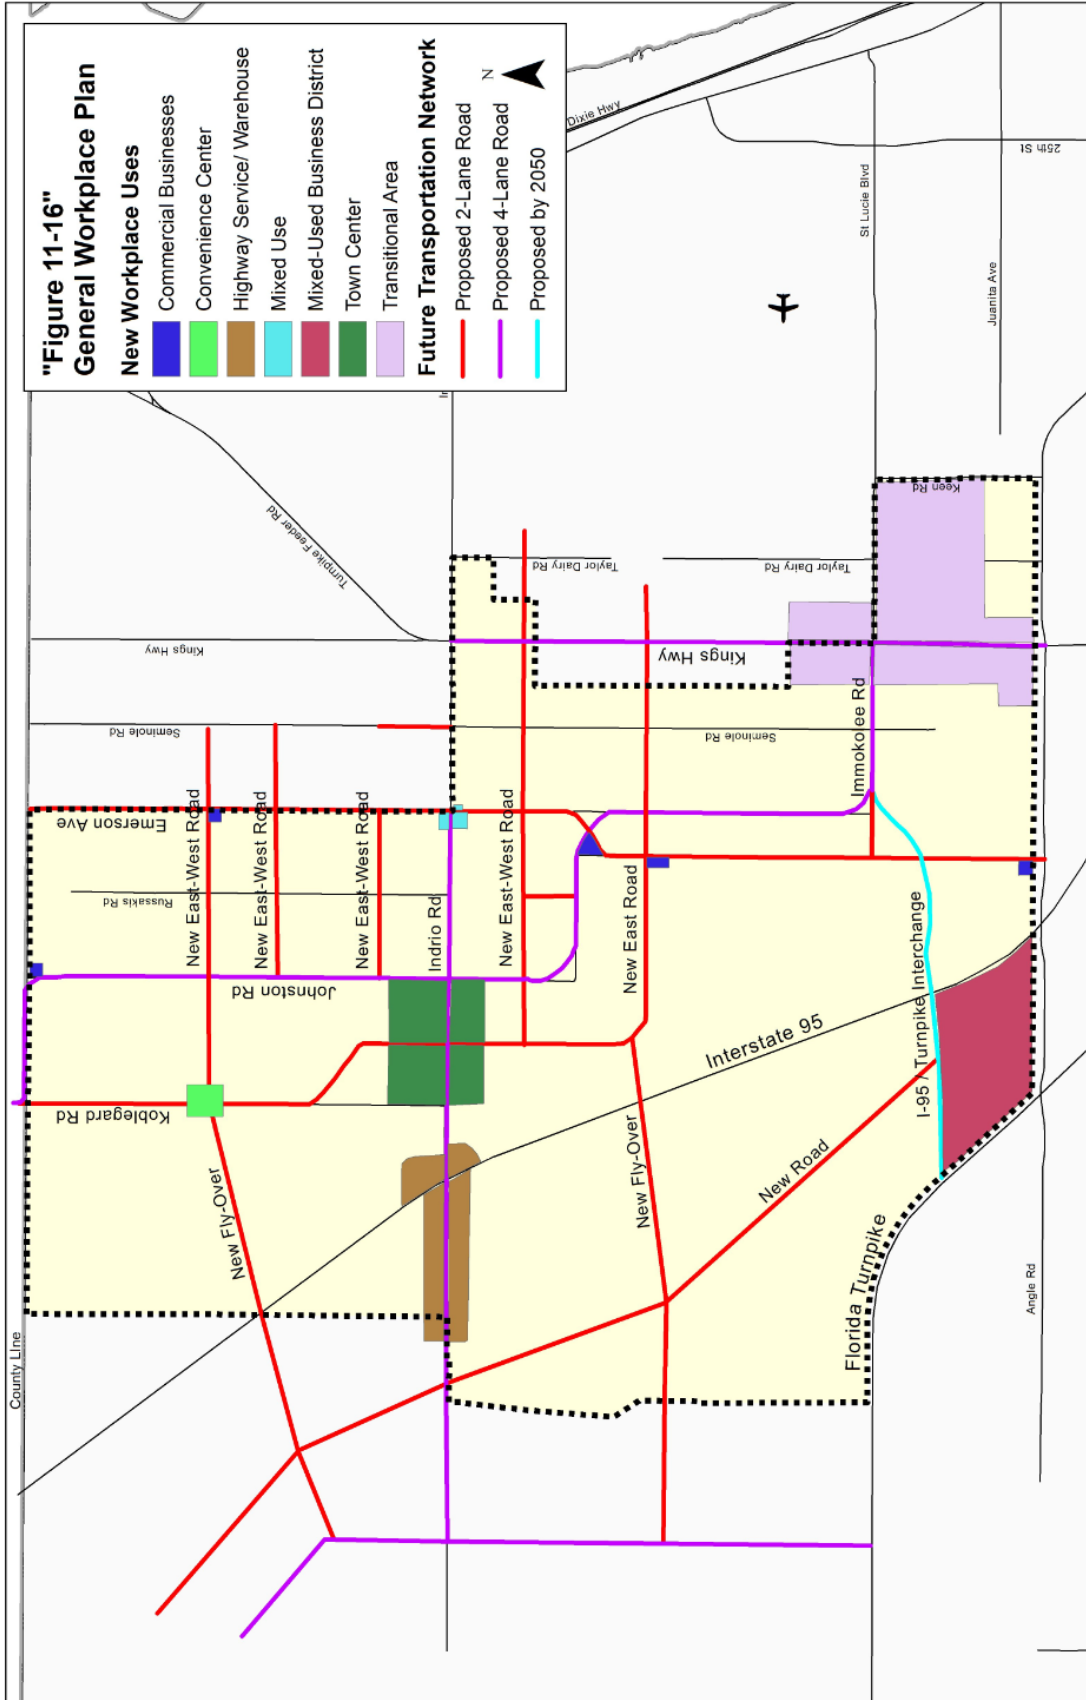 "Figure 11-16"
General Workplace Plan
New Workplace Uses
Commercial Businesses
Convenience Center
Highway Service/ Warehouse
Mixed Use
Mixed-Used Business District
Town Center
Transitional Area
Future Transportation Network
Proposed 2-Lane Road
Proposed 4-Lane Road
Proposed by 2050
N
County LIne
Dixie Hwy
25th St
St Lucie Blvd
Juanita Ave
Turnpike Feeder Rd
Kings Hwy
Seminole Rd
Emerson Ave
Russakis Rd
New East-West Road
New East-West Road
New East-West Road
Indrio Rd
New East-West Road
New East Road
Johnston Rd
Koblegard Rd
New Fly-Over
New Fly-Over
New Road
Interstate 95
I-95 / Turnpike Interchange
Florida Turnpike
Angle Rd
Immokolee Rd
Kings Hwy
Seminole Rd
Taylor Dairy Rd
Taylor Dairy Rd
Keen Rd